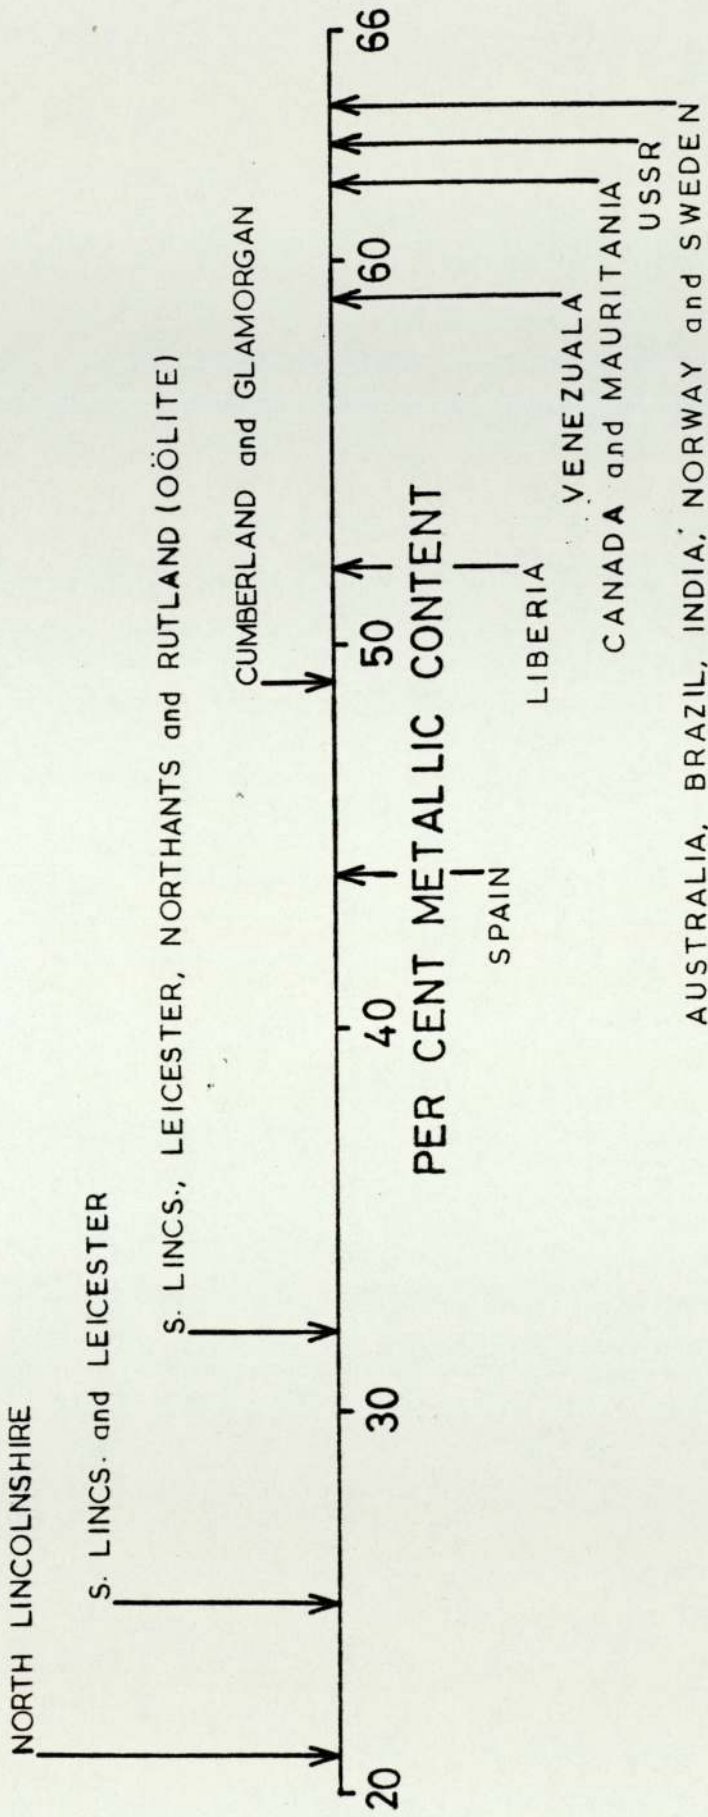 NORTH LINCOLNSHIRE
S. LINCS. and LEICESTER
S. LINCS., LEICESTER, NORTHANTS and RUTLAND (OÖLITE)
CUMBERLAND and GLAMORGAN
20 30 40 50 60 66
PER CENT METALLIC CONTENT
SPAIN
LIBERIA
VENEZUALA
CANADA and MAURITANIA
USSR
AUSTRALIA, BRAZIL, INDIA, NORWAY and SWEDEN